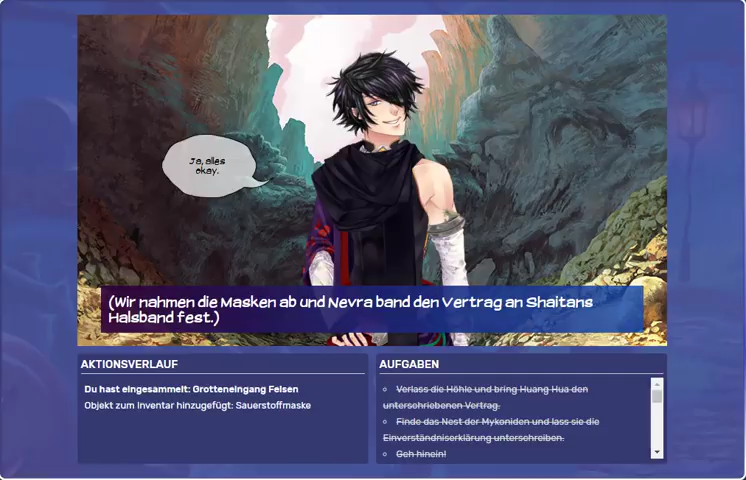 Ja, alles
okay.
(Wir nahmen die Masken ab und Nevra band den Vertrag an Shaitans
Halsband fest.)
AKTIONSVERLAUF
Du hast eingesammelt: Grotteneingang Felsen
Objekt zum Inventar hinzugefügt: Sauerstoffmaske
AUFGABEN
Verlass die Höhle und bring Huang Hua den
unterschriebenen Vertrag.
Finde das Nest der Mykoniden und lass sie die
Einverständniserklärung unterschreiben.
Geh hinein!